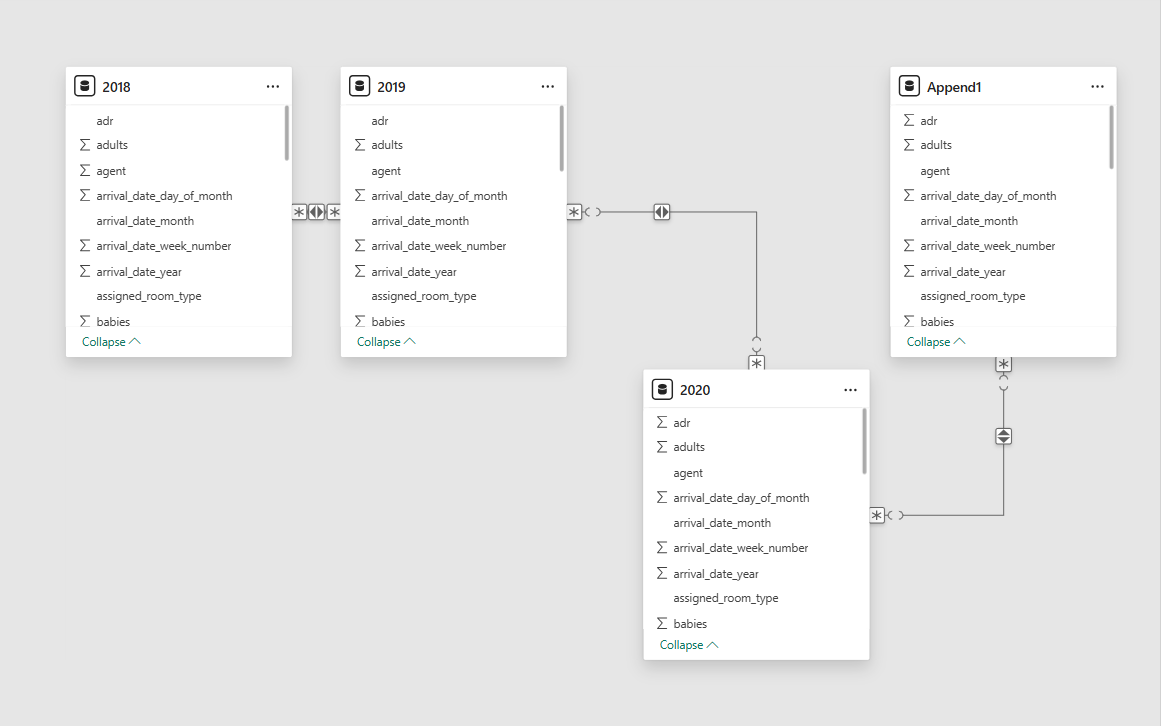 2018
adr
Σ adults
Σ agent
Σ arrival_date_day_of_month
arrival_date_month
Σ arrival_date_week_number
Σ arrival_date_year
assigned_room_type
Σ babies
Collapse
2019
adr
Σ adults
agent
Σ arrival_date_day_of_month
arrival_date_month
Σ arrival_date_week_number
Σ arrival_date_year
assigned_room_type
Σ babies
Collapse
Append1
Σ adr
Σ adults
agent
Σ arrival_date_day_of_month
arrival_date_month
Σ arrival_date_week_number
Σ arrival_date_year
assigned_room_type
Σ babies
Collapse
2020
Σ adr
Σ adults
agent
Σ arrival_date_day_of_month
arrival_date_month
Σ arrival_date_week_number
Σ arrival_date_year
assigned_room_type
Σ babies
Collapse